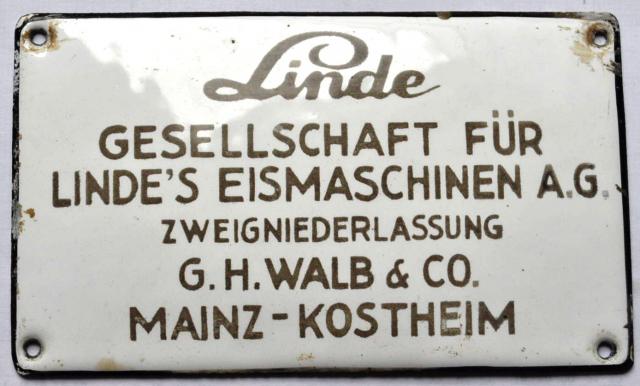 Linde
GESELLSCHAFT FÜR
LINDE'S EISMASCHINEN A.G.
ZWEIGNIEDERLASSUNG
G.H.WALB & CO.
MAINZ-KOSTHEIM